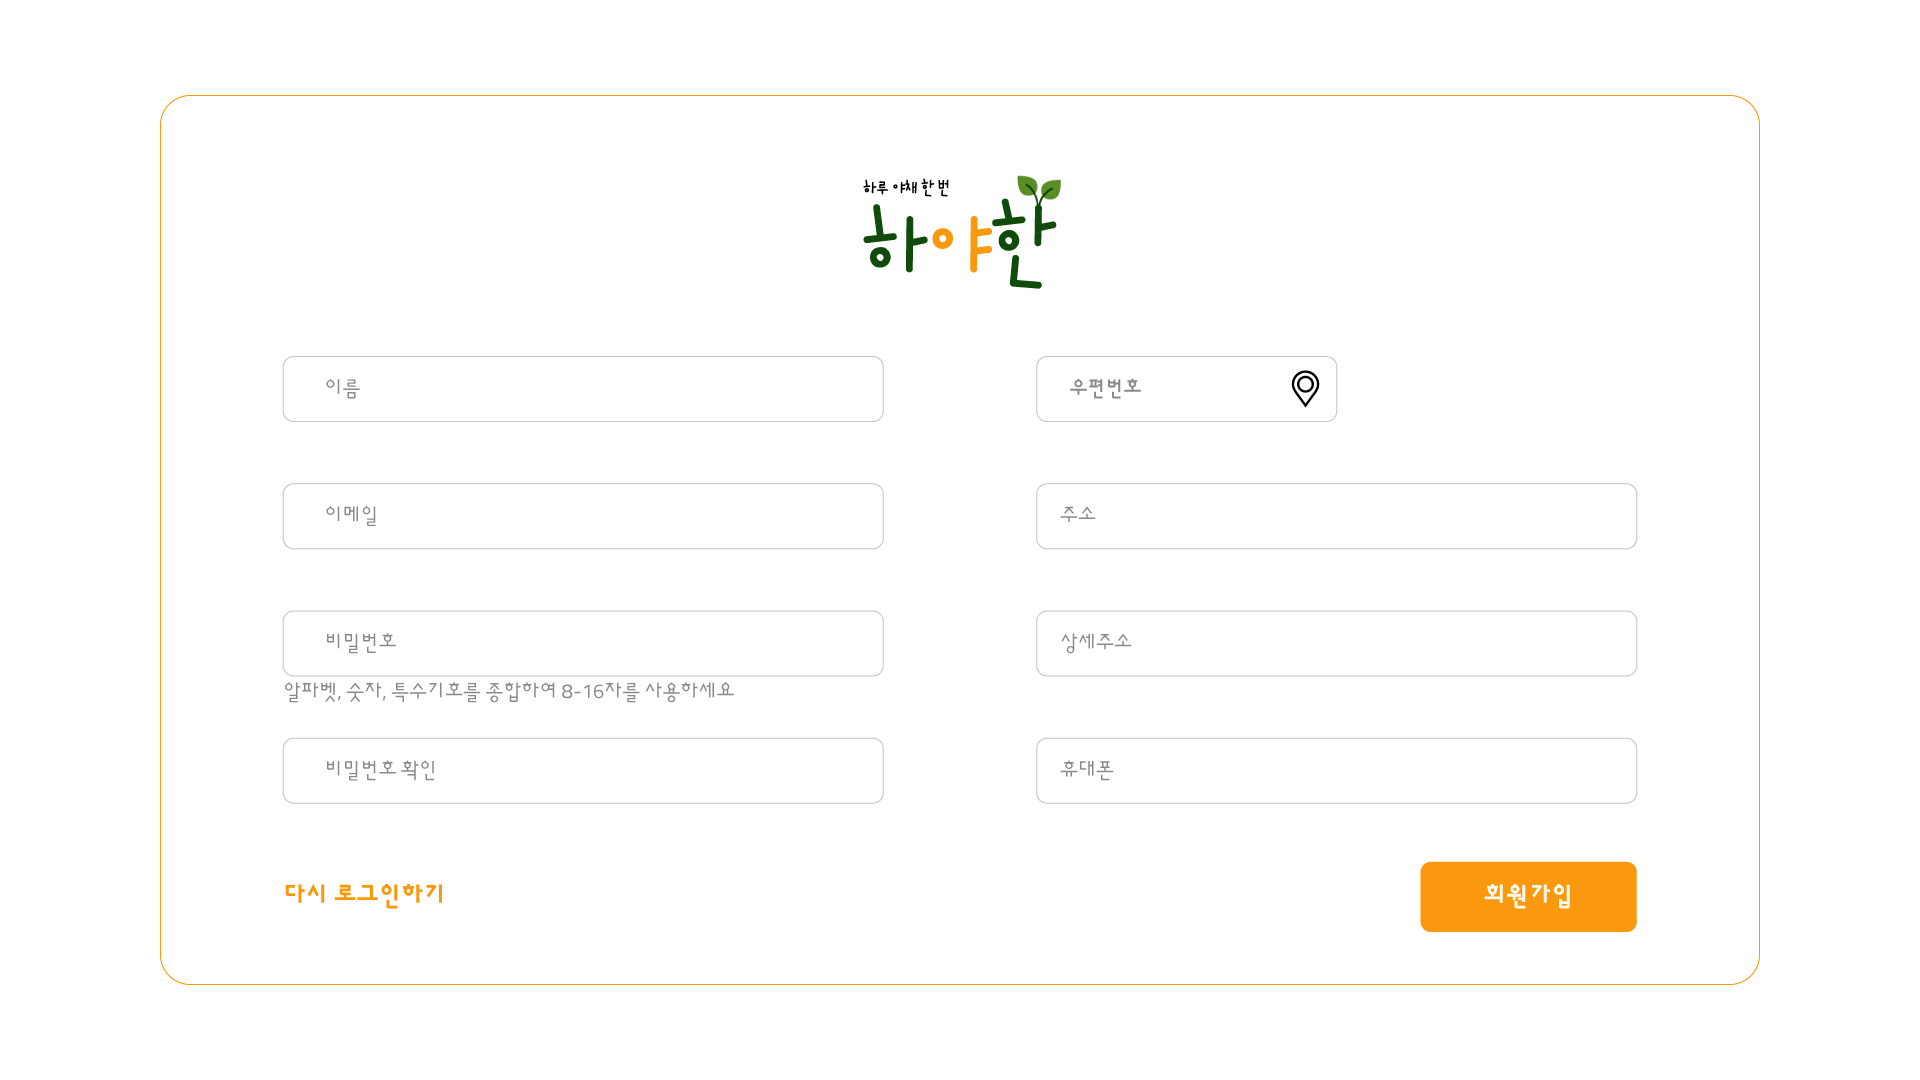 하루 야채 한 번
하야한
이름
우편번호
이메일
주소
비밀번호
상세주소
알파벳, 숫자, 특수기호를 종합하여 8-16자를 사용하세요
비밀번호 확인
휴대폰
다시 로그인하기
회원가입